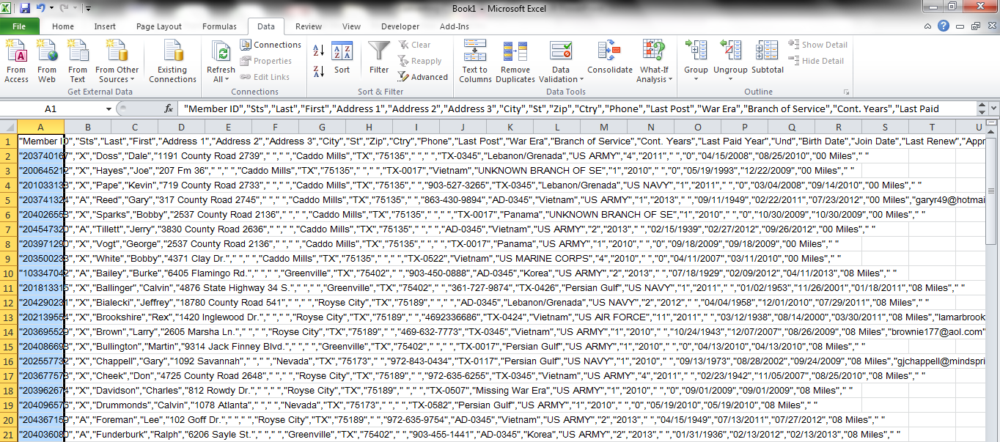 Book1 - Microsoft Excel
File Home Insert Page Layout Formulas Data Review View Developer Add-Ins
From Access From Web From Text From Other Sources Existing Connections Refresh All Connections Properties Edit Links Sort Filter Clear Reapply Advanced Text to Columns Remove Duplicates Data Validation Consolidate What-If Analysis Group Ungroup Subtotal Show Detail Hide Detail
Get External Data Connections Sort & Filter Data Tools Outline
A1 fx "Member ID","Sts","Last","First","Address 1","Address 2","Address 3","City","St","Zip","Ctry","Phone","Last Post","War Era","Branch of Service","Cont. Years","Last Paid
A B C D E F G H I J K L M N O P Q R S T U
1 "Member ID","Sts","Last","First","Address 1","Address 2","Address 3","City","St","Zip","Ctry","Phone","Last Post","War Era","Branch of Service","Cont. Years","Last Paid Year","Und","Birth Date","Join Date","Last Renew","Appr
2 "203740167","X","Doss","Dale","1191 County Road 2739"," "," ","Caddo Mills","TX","75135"," "," ","TX-0345","Lebanon/Grenada","US ARMY","4","2011"," ","0","04/15/2008","08/25/2010","00 Miles"," "
3 "200645212","X","Hayes","Joe","207 Fm 36"," "," ","Caddo Mills","TX","75135"," "," ","TX-0017","Vietnam","UNKNOWN BRANCH OF SE","1","2010"," ","0","05/19/1993","12/22/2009","00 Miles"," "
4 "201033133","X","Pape","Kevin","719 County Road 2733"," "," ","Caddo Mills","TX","75135"," ","903-527-3265","TX-0345","Lebanon/Grenada","US NAVY","1","2011"," ","0","03/04/2008","09/14/2010","00 Miles"," "
5 "203741324","A","Reed","Gary","317 County Road 2745"," "," ","Caddo Mills","TX","75135"," ","863-430-9894","AD-0345","Vietnam","US ARMY","1","2013"," ","09/11/1949","02/22/2011","07/23/2012","00 Miles","gary49@hotmai
6 "204026553","X","Sparks","Bobby","2537 County Road 2136"," "," ","Caddo Mills","TX","75135"," "," ","TX-0017","Panama","UNKNOWN BRANCH OF SE","1","2010"," ","0","10/30/2009","10/30/2009","00 Miles"," "
7 "204547320","A","Tillett","Jerry","3830 County Road 2636"," "," ","Caddo Mills","TX","75135"," "," ","AD-0345","Vietnam","US ARMY","2","2013"," ","02/15/1939","02/27/2012","09/26/2012","00 Miles"," "
8 "203971290","X","Vogt","George","2537 County Road 2136"," "," ","Caddo Mills","TX","75135"," "," ","TX-0017","Panama","US ARMY","1","2010"," ","0","09/18/2009","09/18/2009","00 Miles"," "
9 "203500233","X","White","Bobby","4371 Clay Dr."," "," ","Caddo Mills","TX","75135"," "," ","TX-0522","Vietnam","US MARINE CORPS","4","2010"," ","0","04/11/2007","03/11/2010","00 Miles"," "
10 "103347042","A","Bailey","Burke","6405 Flamingo Rd."," "," ","Greenville","TX","75402"," ","903-450-0888","AD-0345","Korea","US ARMY","2","2013"," ","07/18/1929","02/09/2012","04/11/2013","08 Miles"," "
11 "201813315","X","Ballinger","Calvin","4876 State Highway 34 S."," "," ","Greenville","TX","75402"," ","361-727-9874","TX-0426","Persian Gulf","US NAVY","1","2011"," ","01/02/1953","11/26/2001","01/18/2011","08 Miles"," "
12 "204290231","X","Bialecki","Jeffrey","18780 County Road 541"," "," ","Royse City","TX","75189"," "," ","AD-0345","Lebanon/Grenada","US NAVY","2","2012"," ","04/04/1958","12/01/2010","07/29/2011","08 Miles"," "
13 "202139554","X","Brookshire","Rex","1420 Inglewood Dr."," "," ","Royse City","TX","75189"," ","4692336686","TX-0424","Vietnam","US AIR FORCE","11","2011"," ","03/12/1938","08/14/2000","03/30/2011","08 Miles","lamarbrook
14 "203695529","X","Brown","Larry","2605 Marsha Ln."," "," ","Royse City","TX","75189"," ","469-632-7773","TX-0345","Vietnam","US ARMY","1","2010"," ","10/24/1943","12/07/2007","08/26/2009","08 Miles","brownie177@aol.com"
15 "204086693","X","Bullington","Martin","9314 Jack Finney Blvd."," "," ","Greenville","TX","75402"," "," ","TX-0017","Persian Gulf","US ARMY","1","2010"," ","0","04/13/2010","04/13/2010","08 Miles"," "
16 "202557732","X","Chappell","Gary","1092 Savannah"," "," ","Nevada","TX","75173"," ","972-843-0434","TX-0117","Persian Gulf","US NAVY","1","2010"," ","09/13/1973","08/28/2002","09/24/2009","08 Miles","gjchappell@mindspri
17 "203677573","X","Cheek","Don","4725 County Road 2648"," "," ","Royse City","TX","75189"," ","972-635-6255","TX-0345","Vietnam","US ARMY","4","2011"," ","02/23/1942","11/05/2007","08/25/2010","08 Miles"," "
18 "203962674","X","Davidson","Charles","812 Rowdy Dr."," "," ","Royse City","TX","75189"," "," ","TX-0507","Missing War Era","US ARMY","1","2010"," ","0","09/01/2009","09/01/2009","08 Miles"," "
19 "204096576","X","Drummonds","Calvin","1078 Atlanta"," "," ","Nevada","TX","75173"," "," ","TX-0582","Persian Gulf","US ARMY","1","2010"," ","0","05/19/2010","05/19/2010","08 Miles"," "
20 "204367159","A","Foreman","Lee","102 Goff Dr."," "," ","Royse City","TX","75189"," ","972-635-9754","AD-0345","Vietnam","US ARMY","2","2013"," ","04/15/1949","07/13/2011","07/27/2012","08 Miles"," "
21 "204036080","A","Funderburk","Ralph","6206 Sayle St."," "," ","Greenville","TX","75402"," ","903-455-1441","AD-0345","Korea","US ARMY","2","2013"," ","01/31/1936","02/13/2012","02/13/2013","08 Miles"," "